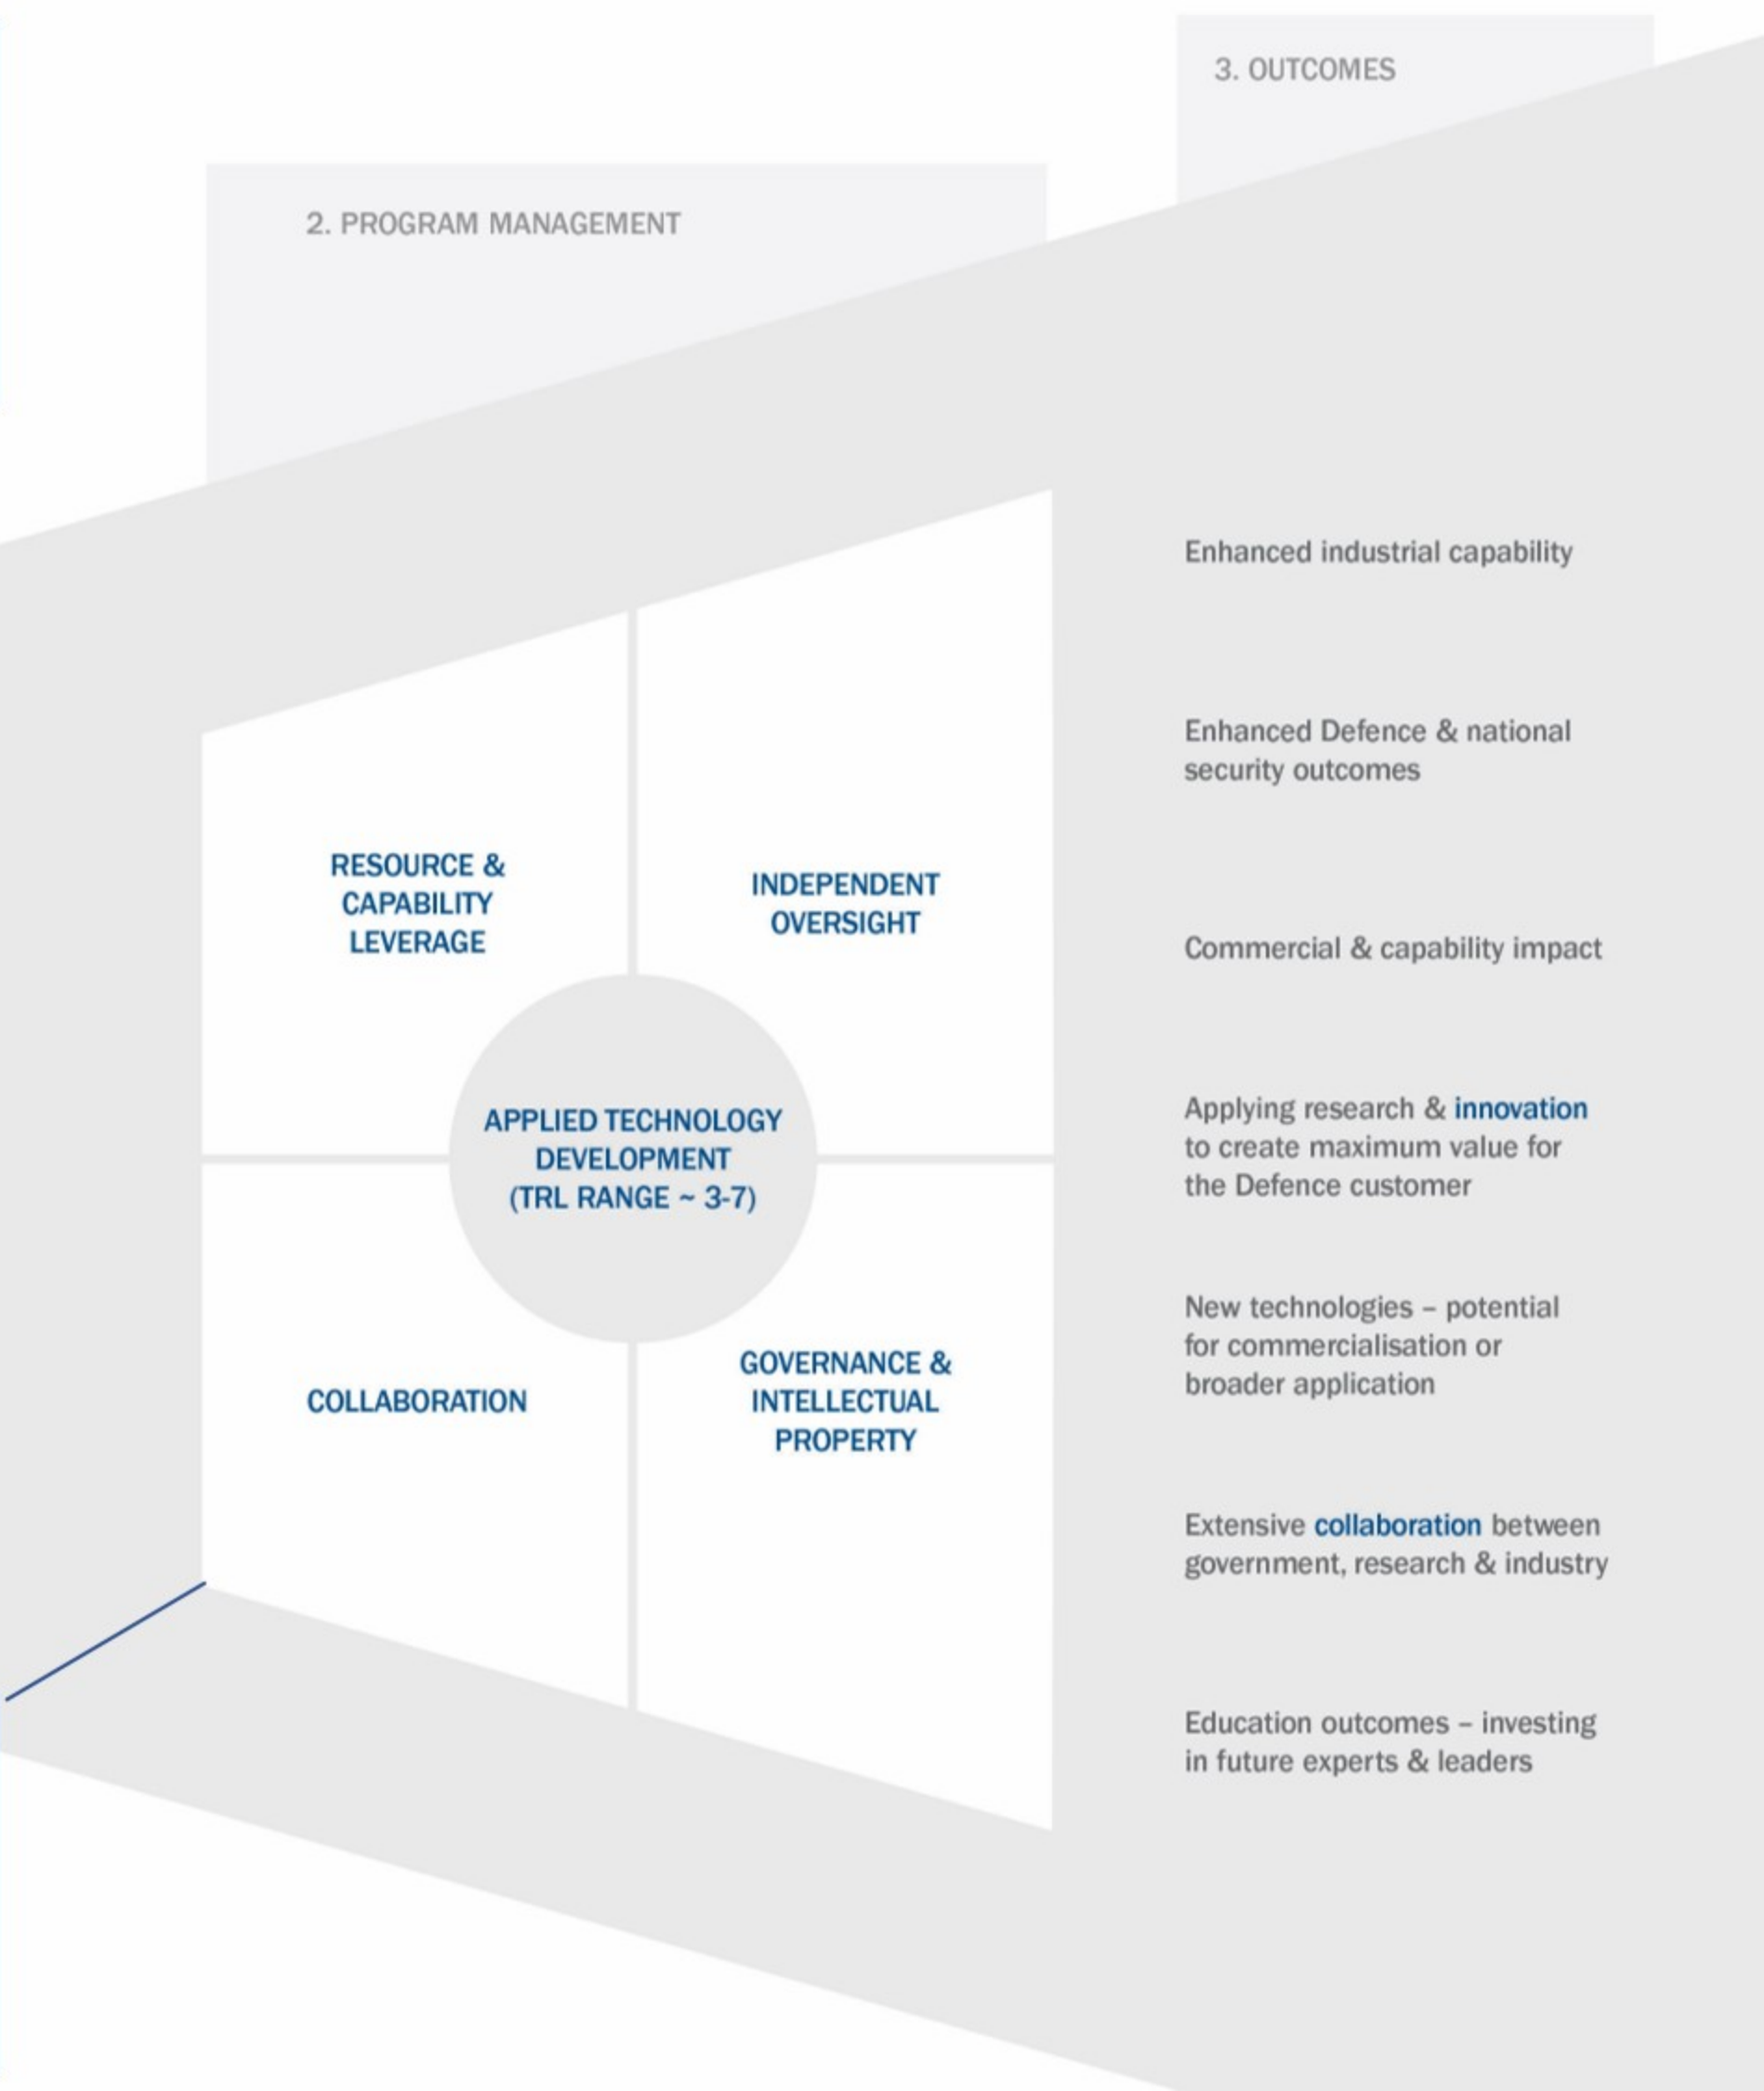 3. OUTCOMES
2. PROGRAM MANAGEMENT
RESOURCE &
CAPABILITY
LEVERAGE
INDEPENDENT
OVERSIGHT
APPLIED TECHNOLOGY
DEVELOPMENT
(TRL RANGE ~ 3-7)
COLLABORATION
GOVERNANCE &
INTELLECTUAL
PROPERTY
Enhanced industrial capability
Enhanced Defence & national
security outcomes
Commercial & capability impact
Applying research & innovation
to create maximum value for
the Defence customer
New technologies – potential
for commercialisation or
broader application
Extensive collaboration between
government, research & industry
Education outcomes – investing
in future experts & leaders